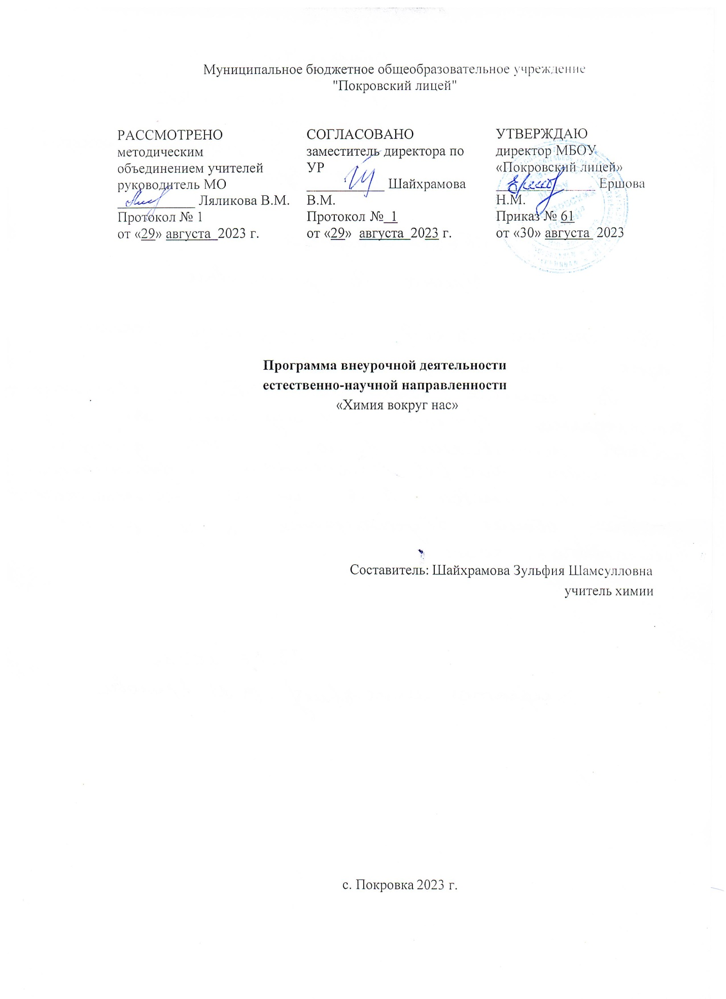 Муниципальное бюджетное общеобразовательное учреждение
"Покровский лицей"
РАССМОТРЕНО
методическим
объединением учителей
руководитель МО
____________ Ляликова В.М.
Протокол № 1
от «29» августа 2023 г.
СОГЛАСОВАНО
заместитель директора по
УР
____________ Шайхрамова
В.М.
Протокол № 1
от «29» августа 2023 г.
УТВЕРЖДАЮ
директор МБОУ
«Покровский лицей»
_______________ Ершова
Н.М.
Приказ № 61
от «30» августа 2023
Программа внеурочной деятельности
естественно-научной направленности
«Химия вокруг нас»
Составитель: Шайхрамова Зульфия Шамсулловна
учитель химии
с. Покровка 2023 г.